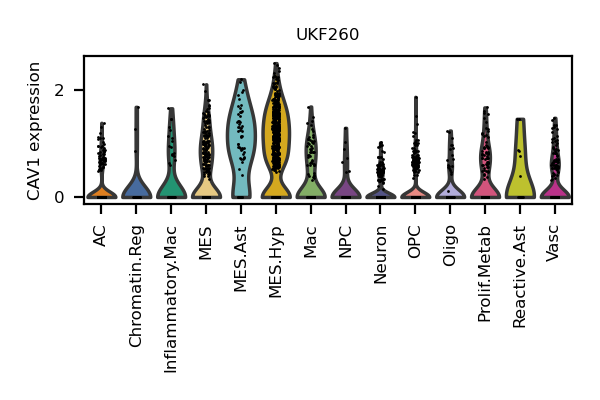 UKF260
CAV1 expression
2
0
AC
Chromatin.Reg
Inflammatory.Mac
MES
MES.Ast
MES.Hyp
Mac
NPC
Neuron
OPC
Oligo
Prolif.Metab
Reactive.Ast
Vasc